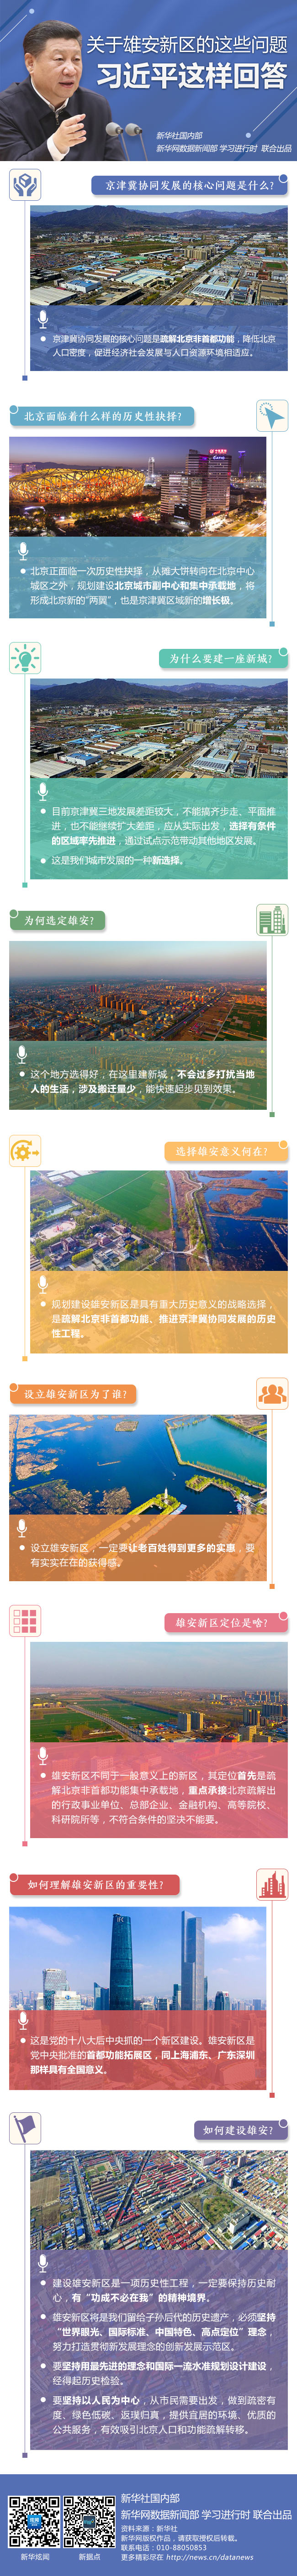 关于雄安新区的这些问题
习近平这样回答
新华社国内部
新华网数据新闻部 学习进行时 联合出品
京津冀协同发展的核心问题是什么?
京津冀协同发展的核心问题是疏解北京非首都功能，降低北京
人口密度，促进经济社会发展与人口资源环境相适应。
北京面临着什么样的历史性抉择?
北京正面临一次历史性抉择，从摊大饼转向在北京中心
城区之外，规划建设北京城市副中心和集中承载地，将
形成北京新的“两翼”，也是京津冀区域新的增长极。
为什么要建一座新城?
目前京津冀三地发展差距较大，不能搞齐步走、平面推
进，也不能继续扩大差距，应从实际出发，选择有条件
的区域率先推进，通过试点示范带动其他地区发展。
这是我们城市发展的一种新选择。
为何选定雄安?
这个地方选得好，在这里建新城，不会过多打扰当地
人的生活，涉及搬迁量少，能快速起步见到效果。
选择雄安意义何在?
规划建设雄安新区是具有重大历史意义的战略选择，
是疏解北京非首都功能、推进京津冀协同发展的历史
性工程。
设立雄安新区为了谁?
设立雄安新区，一定要让老百姓得到更多的实惠，要
有实实在在的获得感。
雄安新区定位是啥?
雄安新区不同于一般意义上的新区，其定位首先是疏
解北京非首都功能集中承载地，重点承接北京疏解出
的行政事业单位、总部企业、金融机构、高等院校、
科研院所等，不符合条件的坚决不能要。
如何理解雄安新区的重要性?
这是党的十八大后中央抓的一个新区建设。雄安新区是
党中央批准的首都功能拓展区，同上海浦东、广东深圳
那样具有全国意义。
如何建设雄安?
建设雄安新区是一项历史性工程，一定要保持历史耐
心，有“功成不必在我”的精神境界。
雄安新区将是我们留给子孙后代的历史遗产，必须坚持
“世界眼光、国际标准、中国特色、高点定位”理念，
努力打造贯彻新发展理念的创新发展示范区。
要坚持用最先进的理念和国际一流水准规划设计建设，
经得起历史检验。
要坚持以人民为中心，从市民需要出发，做到疏密有
度、绿色低碳、返璞归真，提供宜居的环境、优质的
公共服务，有效吸引北京人口和功能疏解转移。
新华社国内部
新华网数据新闻部 学习进行时 联合出品
资料来源：新华社
新华网版权作品，请获取授权后转载。
联系电话：010-88050853
更多精彩尽在 http://news.cn/datanews
新华炫闻
新据点